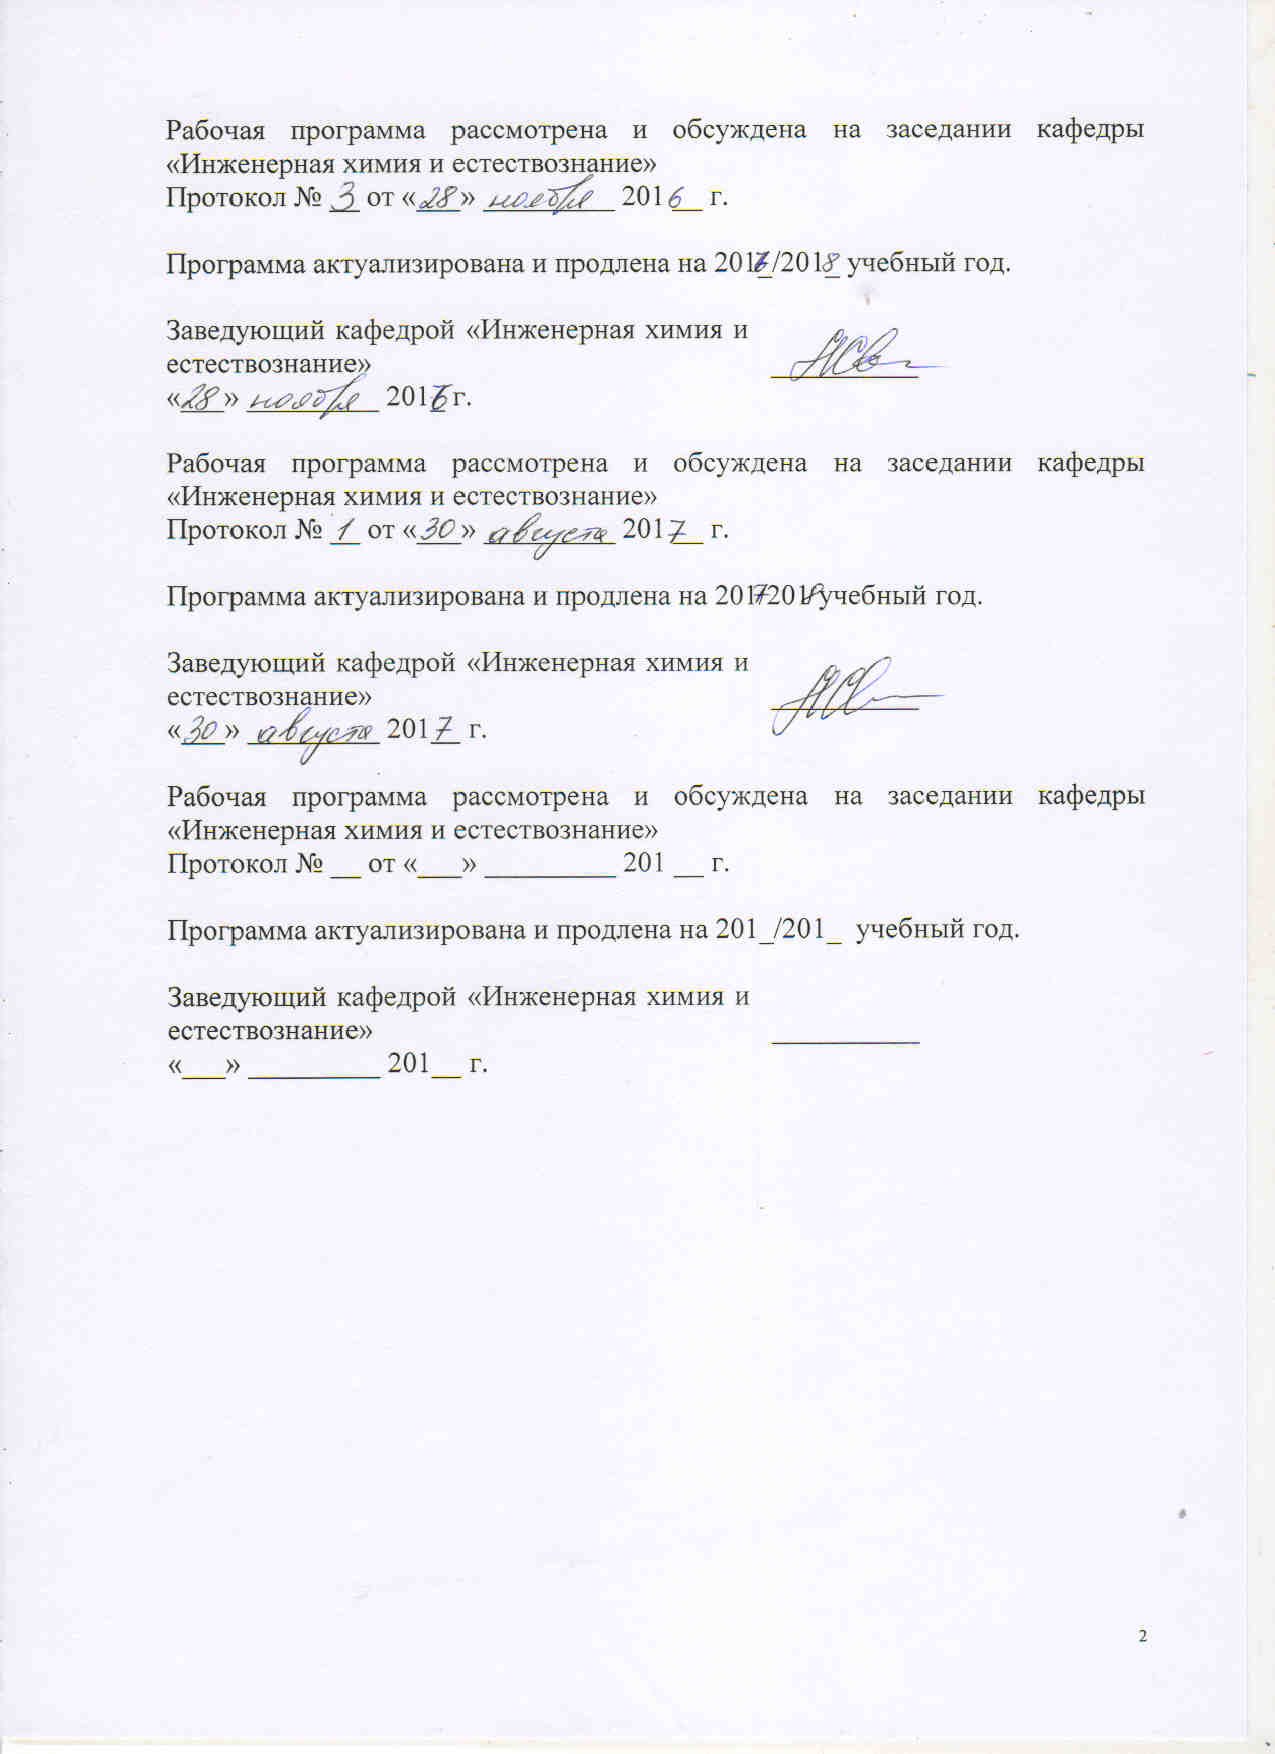 Рабочая программа рассмотрена и обсуждена на заседании кафедры
«Инженерная химия и естествознание»
Протокол № 3 от «28» ноября 2016 г.
Программа актуализирована и продлена на 2017/2018 учебный год.
Заведующий кафедрой «Инженерная химия и
естествознание»
«28» ноября 2016 г.
Рабочая программа рассмотрена и обсуждена на заседании кафедры
«Инженерная химия и естествознание»
Протокол № 1 от «30» августа 2017 г.
Программа актуализирована и продлена на 2017/2018 учебный год.
Заведующий кафедрой «Инженерная химия и
естествознание»
«30» августа 2017 г.
Рабочая программа рассмотрена и обсуждена на заседании кафедры
«Инженерная химия и естествознание»
Протокол № __ от «___» _________ 201 __ г.
Программа актуализирована и продлена на 201_/201_ учебный год.
Заведующий кафедрой «Инженерная химия и
естествознание» __________
«___» _________ 201__ г.
2